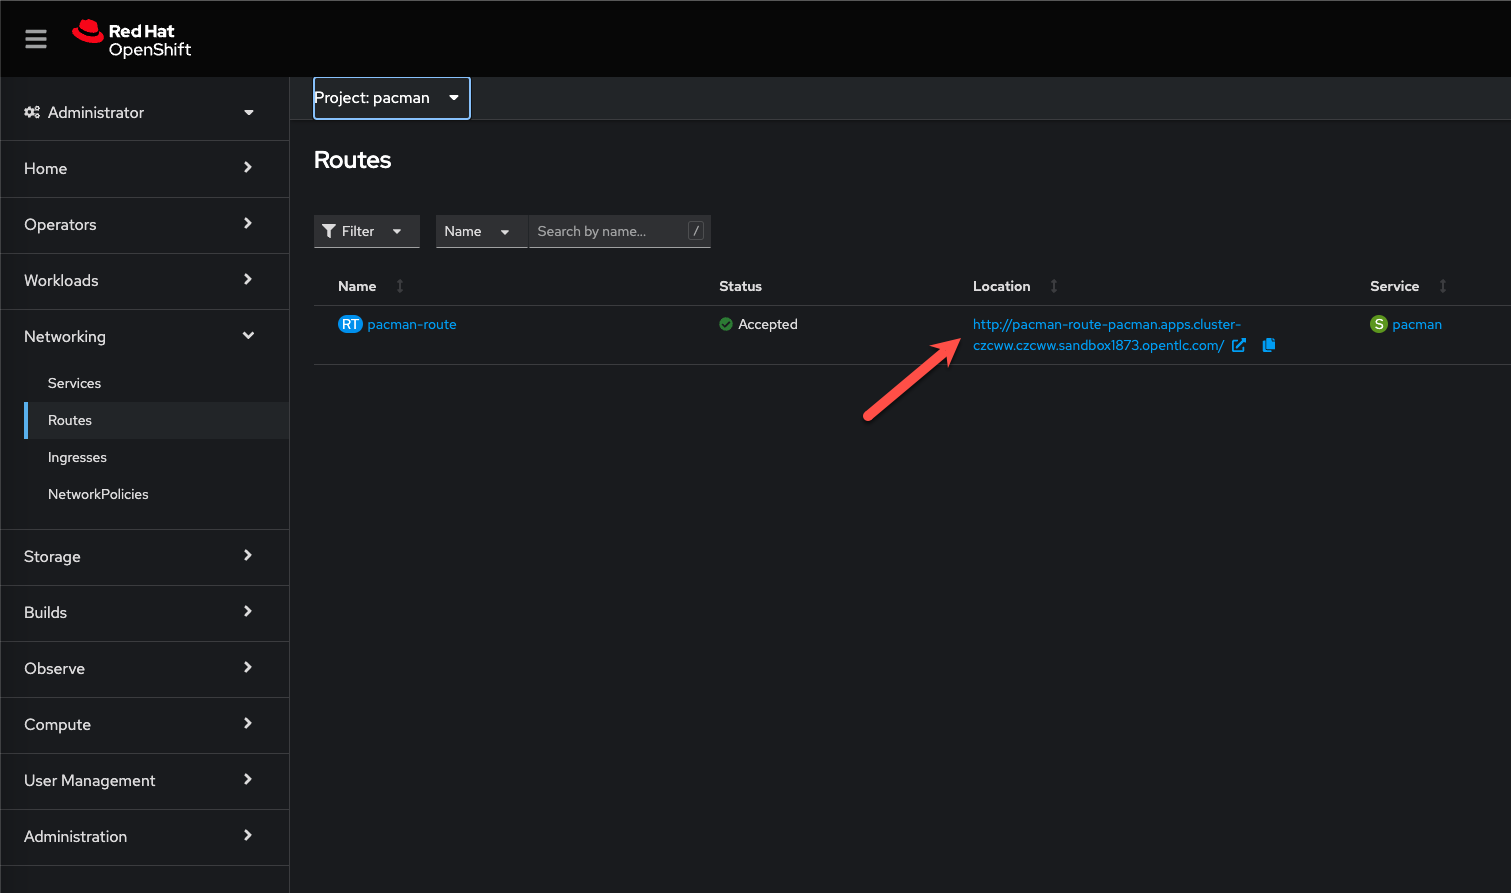 Red Hat
OpenShift
Administrator
Home
Operators
Workloads
Networking
Services
Routes
Ingresses
NetworkPolicies
Storage
Builds
Observe
Compute
User Management
Administration
Project: pacman
Routes
Filter
Name
Search by name...
/
Name
Status
Location
Service
RT pacman-route
Accepted
http://pacman-route-pacman.apps.cluster-
czcww.czcww.sandbox1873.opentlc.com/
S pacman